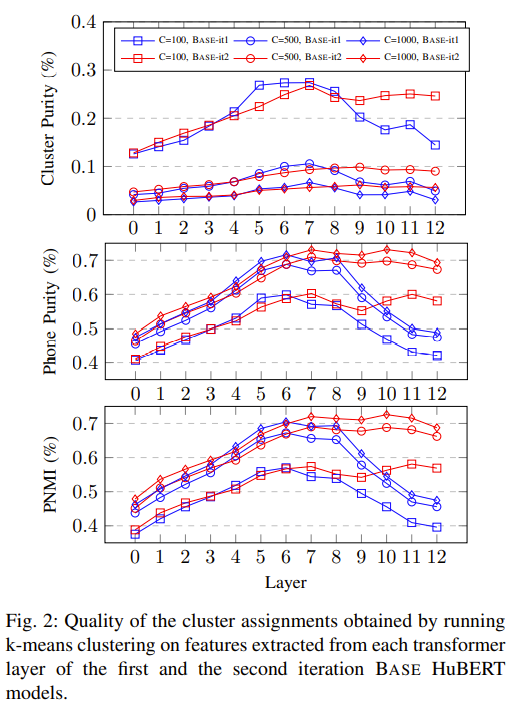 0.4
C=100, BASE-it1 C=500, BASE-it1 C=1000, BASE-it1
C=100, BASE-it2 C=500, BASE-it2 C=1000, BASE-it2
0.3
0.2
0.1
0
Cluster Purity (%)
0 1 2 3 4 5 6 7 8 9 10 11 12
0.7
0.6
0.5
0.4
Phone Purity (%)
0 1 2 3 4 5 6 7 8 9 10 11 12
0.7
0.6
0.5
0.4
PNMI (%)
0 1 2 3 4 5 6 7 8 9 10 11 12
Layer
Fig. 2: Quality of the cluster assignments obtained by running
k-means clustering on features extracted from each transformer
layer of the first and the second iteration BASE HuBERT
models.